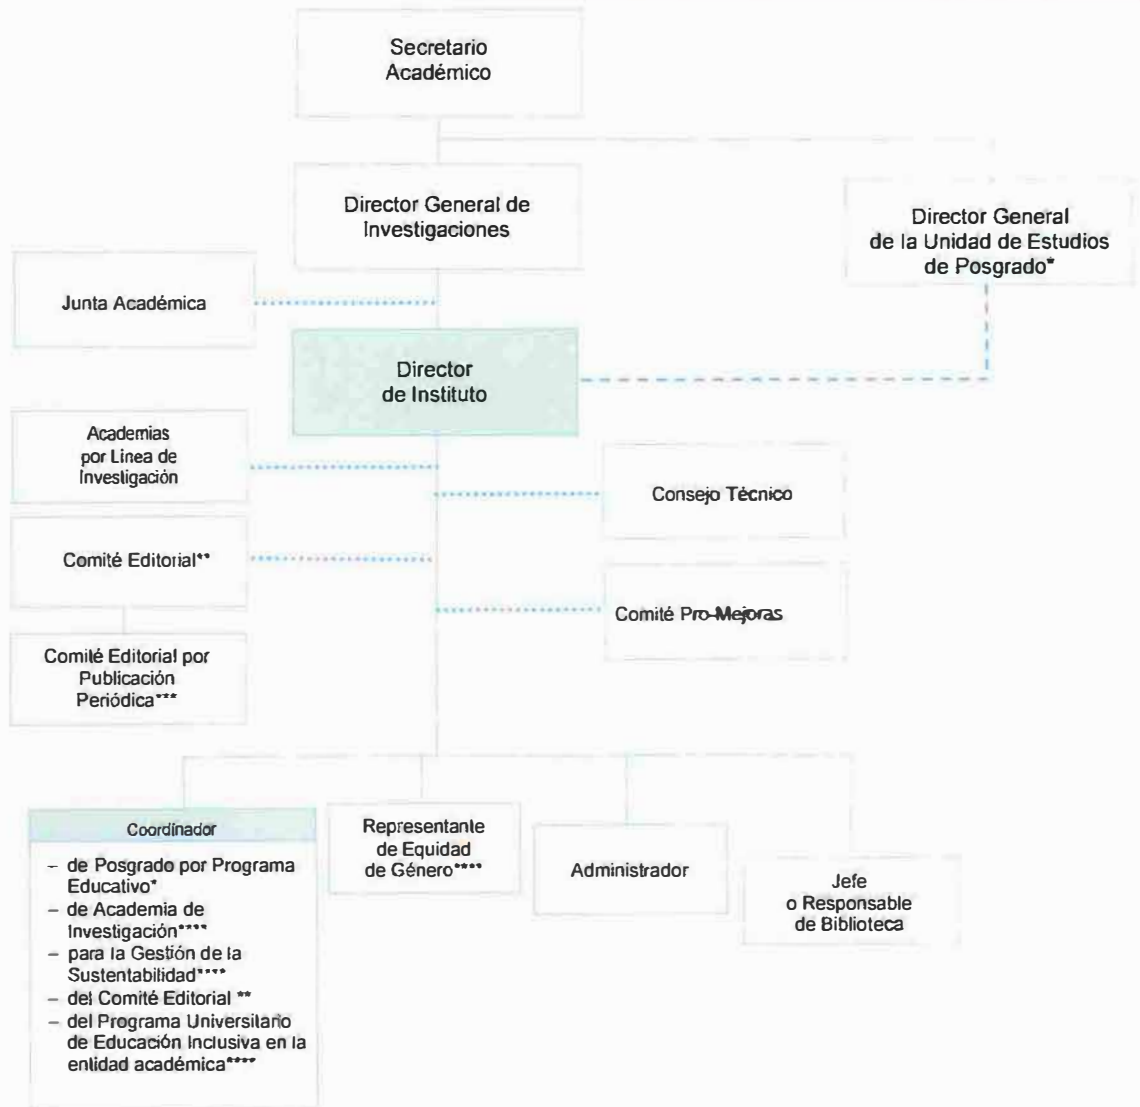 Secretario
Académico
Director General de
Investigaciones
Director General
de la Unidad de Estudios
de Posgrado*
Junta Académica
Director
de Instituto
Academias
por Línea de
Investigación
Consejo Técnico
Comité Editorial**
Comité Pro-Mejoras
Comité Editorial por
Publicación
Periódica***
Coordinador
– de Posgrado por Programa
Educativo*
– de Academia de
Investigación****
– para la Gestión de la
Sustentabilidad****
– del Comité Editorial **
– del Programa Universitario
de Educación Inclusiva en la
entidad académica****
Representante
de Equidad
de Género****
Administrador
Jefe
o Responsable
de Biblioteca